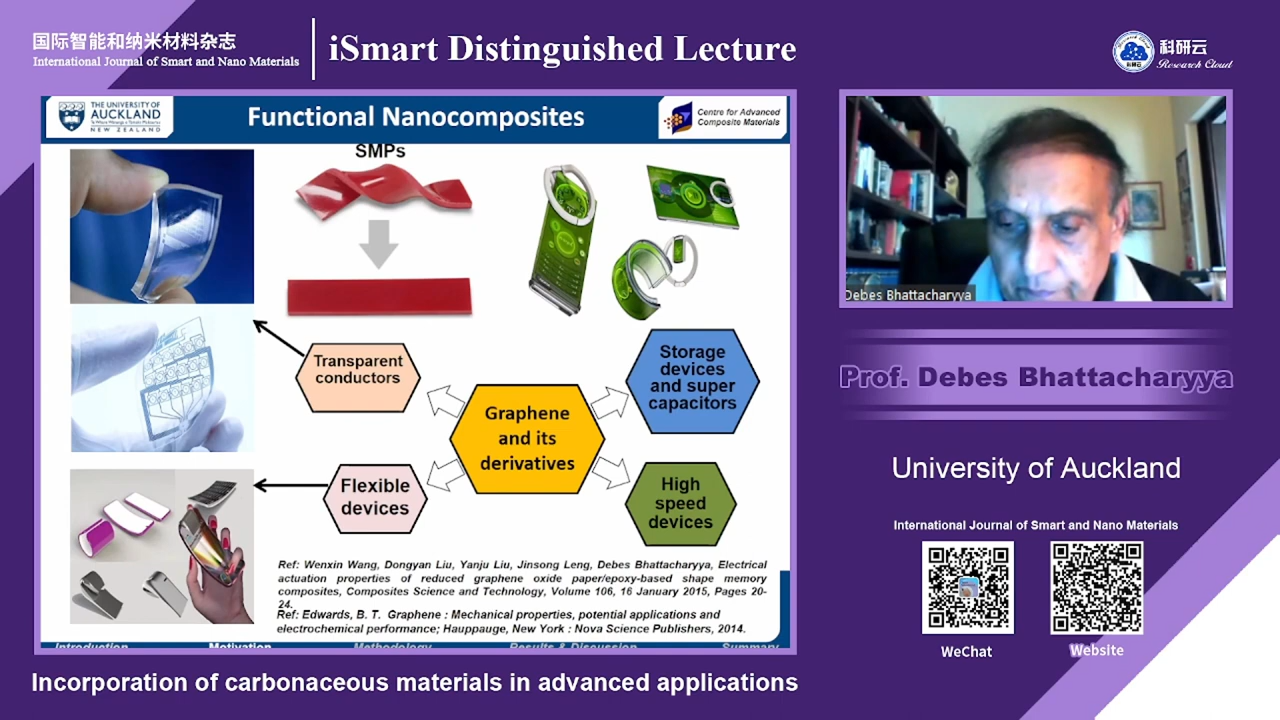 国际智能和纳米材料杂志
International Journal of Smart and Nano Materials
iSmart Distinguished Lecture
科研云
Research Cloud
THE UNIVERSITY OF
AUCKLAND
Te Whare Wānanga o Tāmaki Makaurau
NEW ZEALAND
Functional Nanocomposites
Centre for Advanced
Composite Materials
SMPs
Transparent
conductors
Storage
devices
and super
capacitors
Graphene
and its
derivatives
Flexible
devices
High
speed
devices
Ref: Wenxin Wang, Dongyan Liu, Yanju Liu, Jinsong Leng, Debes Bhattacharyya, Electrical
actuation properties of reduced graphene oxide paper/epoxy-based shape memory
composites, Composites Science and Technology, Volume 106, 16 January 2015, Pages 20-
24.
Ref: Edwards, B. T. Graphene : Mechanical properties, potential applications and
electrochemical performance; Hauppauge, New York : Nova Science Publishers, 2014.
Introduction Motivation Methodology Results & Discussion Summary
Incorporation of carbonaceous materials in advanced applications
Debes Bhattacharyya
Prof. Debes Bhattacharyya
University of Auckland
International Journal of Smart and Nano Materials
WeChat
Website